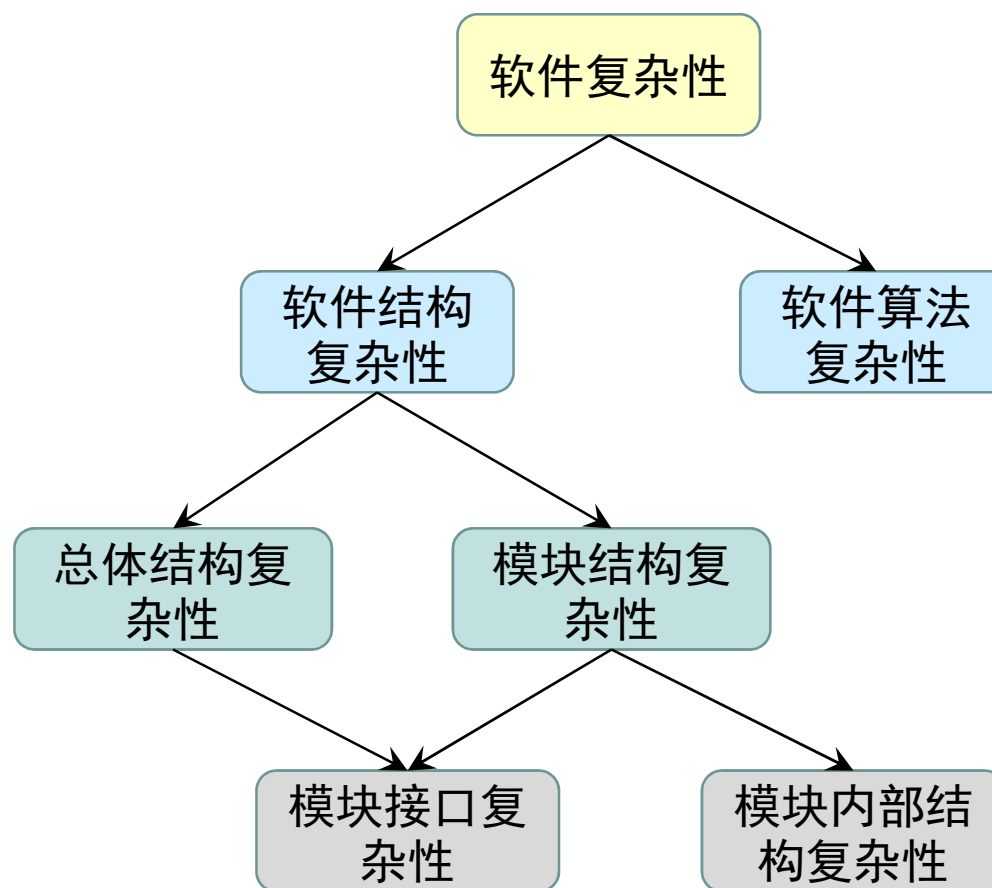 软件复杂性
软件结构
复杂性
软件算法
复杂性
总体结构复
杂性
模块结构复
杂性
模块接口复
杂性
模块内部结
构复杂性